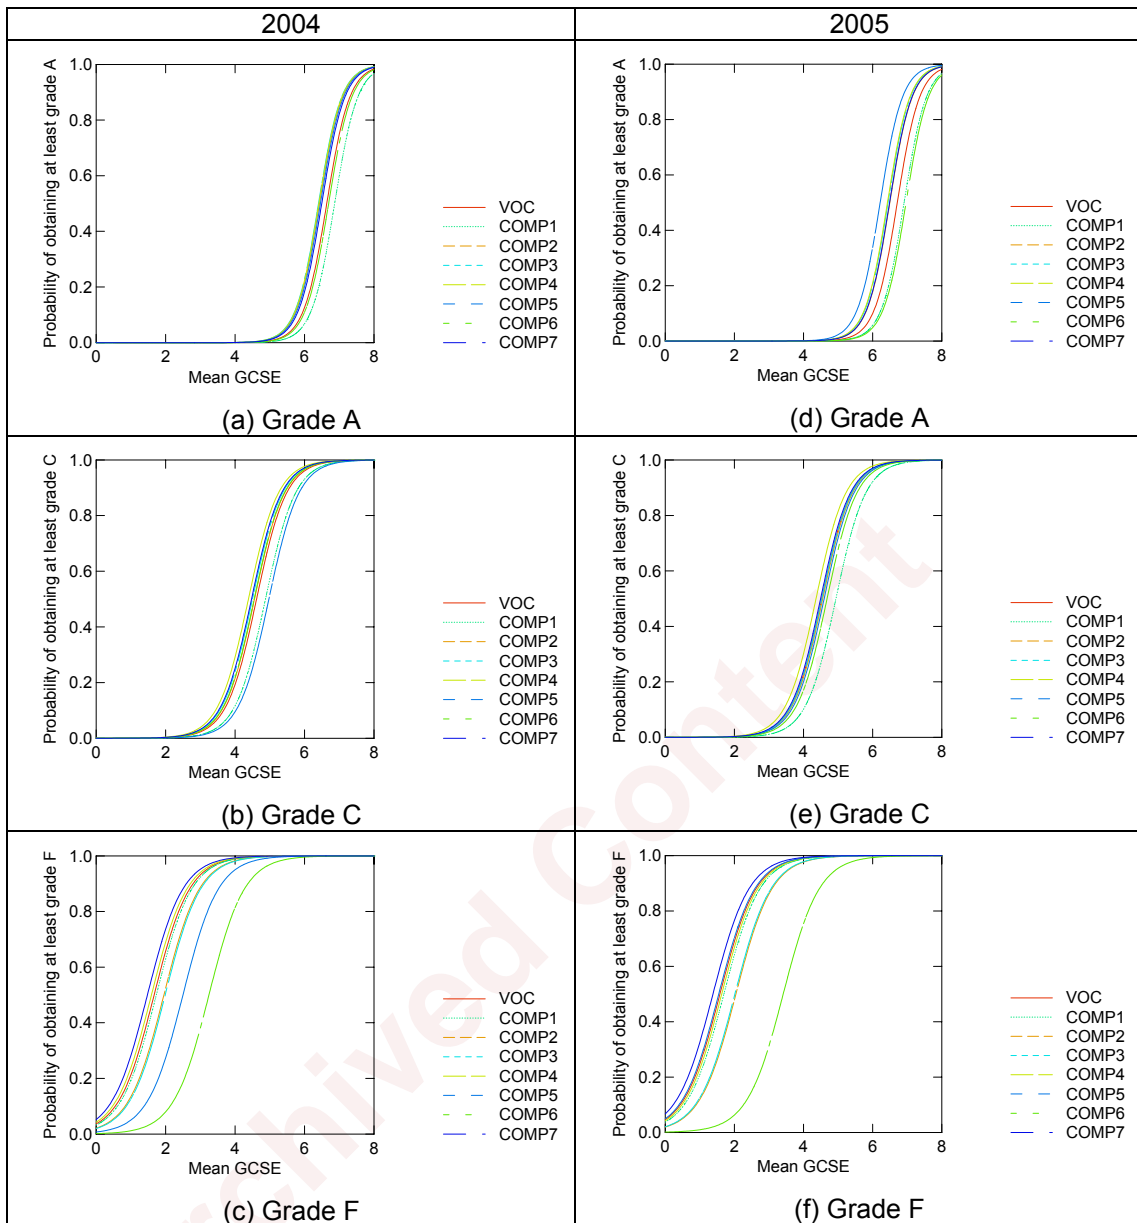 2004
2005
Probability of obtaining at least grade A
1.0
0.8
0.6
0.4
0.2
0.0
0
2
4
6
8
Mean GCSE
VOC
COMP1
COMP2
COMP3
COMP4
COMP5
COMP6
COMP7
(a) Grade A
Probability of obtaining at least grade A
1.0
0.8
0.6
0.4
0.2
0.0
0
2
4
6
8
Mean GCSE
VOC
COMP1
COMP2
COMP3
COMP4
COMP5
COMP6
COMP7
(d) Grade A
Probability of obtaining at least grade C
1.0
0.8
0.6
0.4
0.2
0.0
0
2
4
6
8
Mean GCSE
VOC
COMP1
COMP2
COMP3
COMP4
COMP5
COMP6
COMP7
(b) Grade C
Probability of obtaining at least grade C
1.0
0.8
0.6
0.4
0.2
0.0
0
2
4
6
8
Mean GCSE
VOC
COMP1
COMP2
COMP3
COMP4
COMP5
COMP6
COMP7
(e) Grade C
Probability of obtaining at least grade F
1.0
0.8
0.6
0.4
0.2
0.0
0
2
4
6
8
Mean GCSE
VOC
COMP1
COMP2
COMP3
COMP4
COMP5
COMP6
COMP7
(c) Grade F
Probability of obtaining at least grade F
1.0
0.8
0.6
0.4
0.2
0.0
0
2
4
6
8
Mean GCSE
VOC
COMP1
COMP2
COMP3
COMP4
COMP5
COMP6
COMP7
(f) Grade F
rchived Content